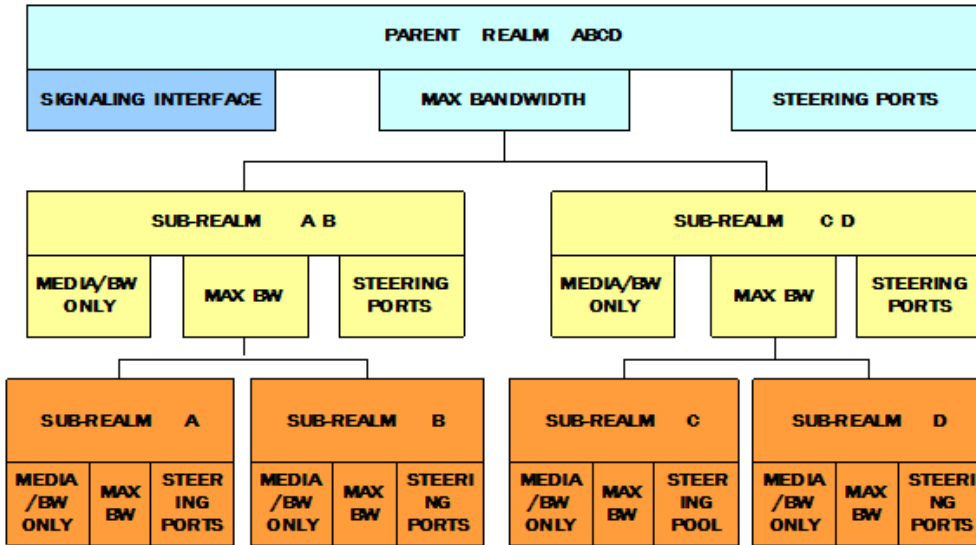 PARENT REALM ABCD
SIGNALING INTERFACE
MAX BANDWIDTH
STEERING PORTS
SUB-REALM A B
SUB-REALM C D
MEDIA/BW
ONLY
MAX BW
STEERING
PORTS
MEDIA/BW
ONLY
MAX BW
STEERING
PORTS
SUB-REALM A
SUB-REALM B
SUB-REALM C
SUB-REALM D
MEDIA
/BW
ONLY
MAX
BW
STEER
ING
PORTS
MEDIA
/BW
ONLY
MAX
BW
STEERI
NG
PORTS
MEDIA
/BW
ONLY
MAX
BW
STEER
ING
POOL
MEDIA
/BW
ONLY
MAX
BW
STEERI
NG
PORTS